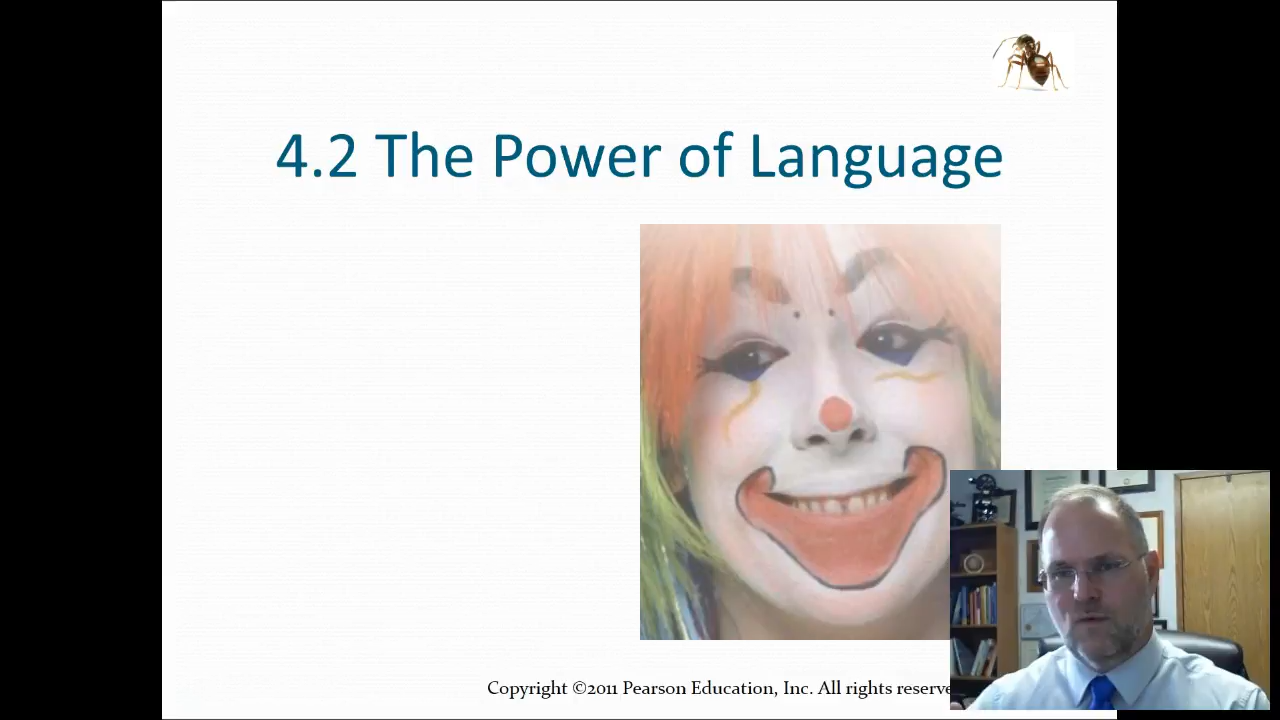 4.2 The Power of Language
Copyright ©2011 Pearson Education, Inc. All rights reserve